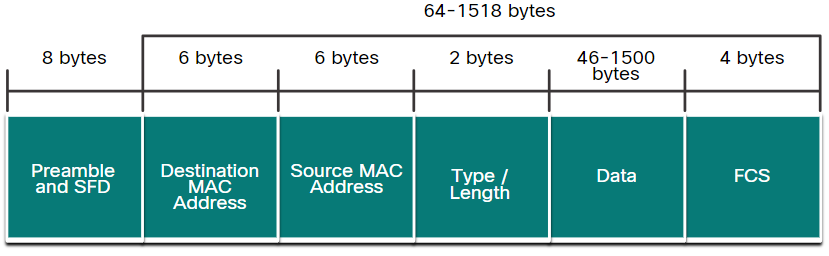 64-1518 bytes
8 bytes
6 bytes
6 bytes
2 bytes
46-1500
bytes
4 bytes
Preamble
and SFD
Destination
MAC
Address
Source MAC
Address
Type /
Length
Data
FCS